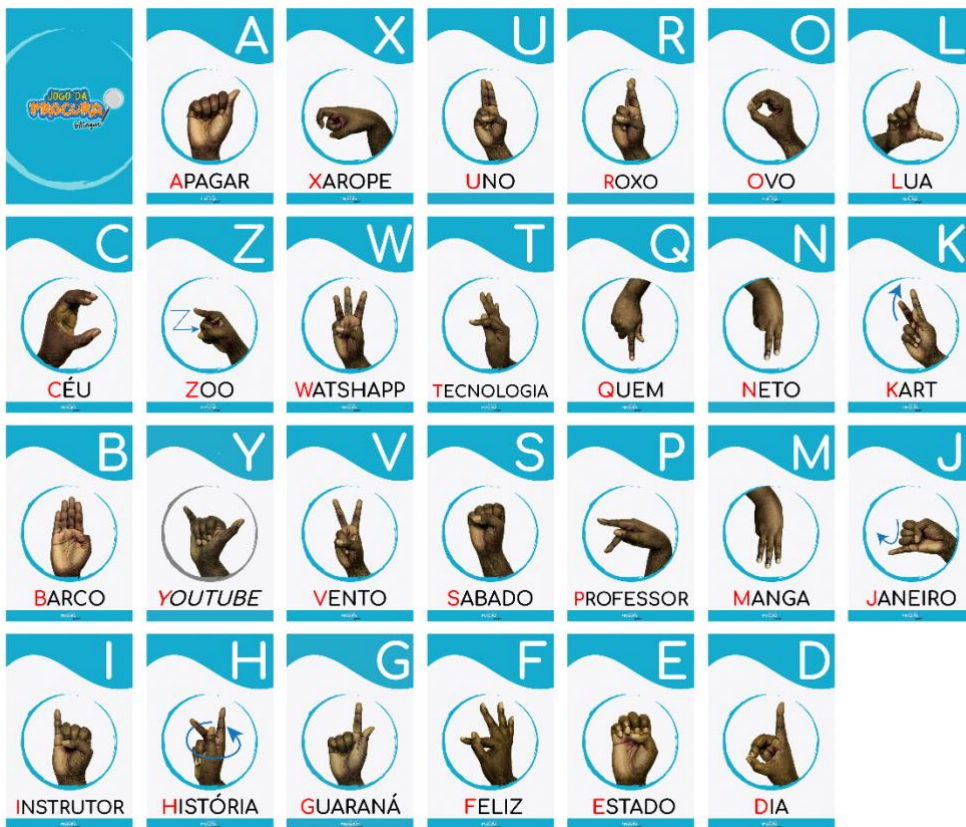 JOGO DA
PROCURA
bilíngue
A
APAGAR
X
XAROPE
U
UNO
R
ROXO
O
OVO
L
LUA
C
CÉU
Z
Z
ZOO
W
WATSHAPP
T
TECNOLOGIA
Q
QUEM
N
NETO
K
KART
B
BARCO
Y
YOUTUBE
V
VENTO
S
SABADO
P
PROFESSOR
M
MANGA
J
JANEIRO
I
INSTRUTOR
H
HISTÓRIA
G
GUARANÁ
F
FELIZ
E
ESTADO
D
DIA